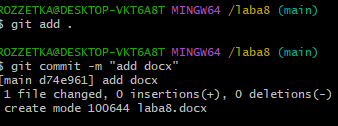 ROZZETKA@DESKTOP-VKT6A8T MINGW64 /laba8 (main)
$ git add .
ROZZETKA@DESKTOP-VKT6A8T MINGW64 /laba8 (main)
$ git commit -m "add docx"
[main d74e961] add docx
1 file changed, 0 insertions(+), 0 deletions(-)
create mode 100644 laba8.docx